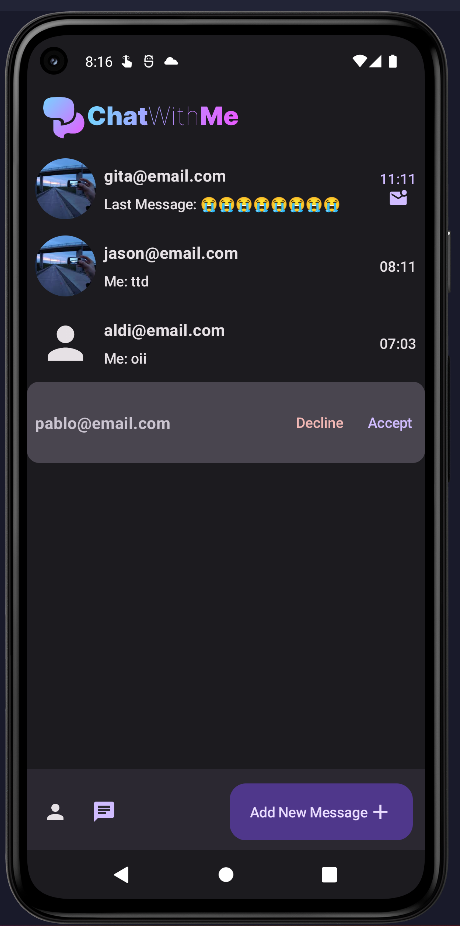 8:16
ChatWithMe
gita@email.com
11:11
Last Message: 😭😭😭😭😭😭😭😭
jason@email.com
Me: ttd
08:11
aldi@email.com
Me: oii
07:03
pablo@email.com Decline Accept
Add New Message +